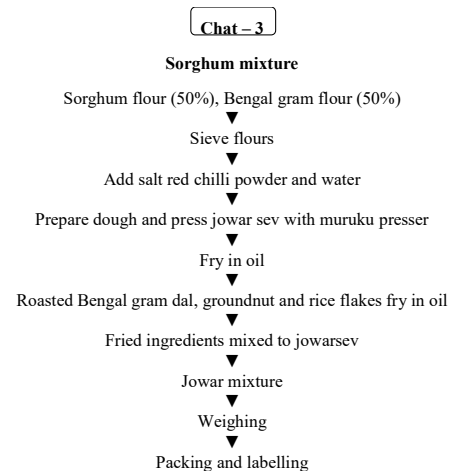 Chat – 3
Sorghum mixture
Sorghum flour (50%), Bengal gram flour (50%)
Sieve flours
Add salt red chilli powder and water
Prepare dough and press jowar sev with muruku presser
Fry in oil
Roasted Bengal gram dal, groundnut and rice flakes fry in oil
Fried ingredients mixed to jowarsev
Jowar mixture
Weighing
Packing and labelling